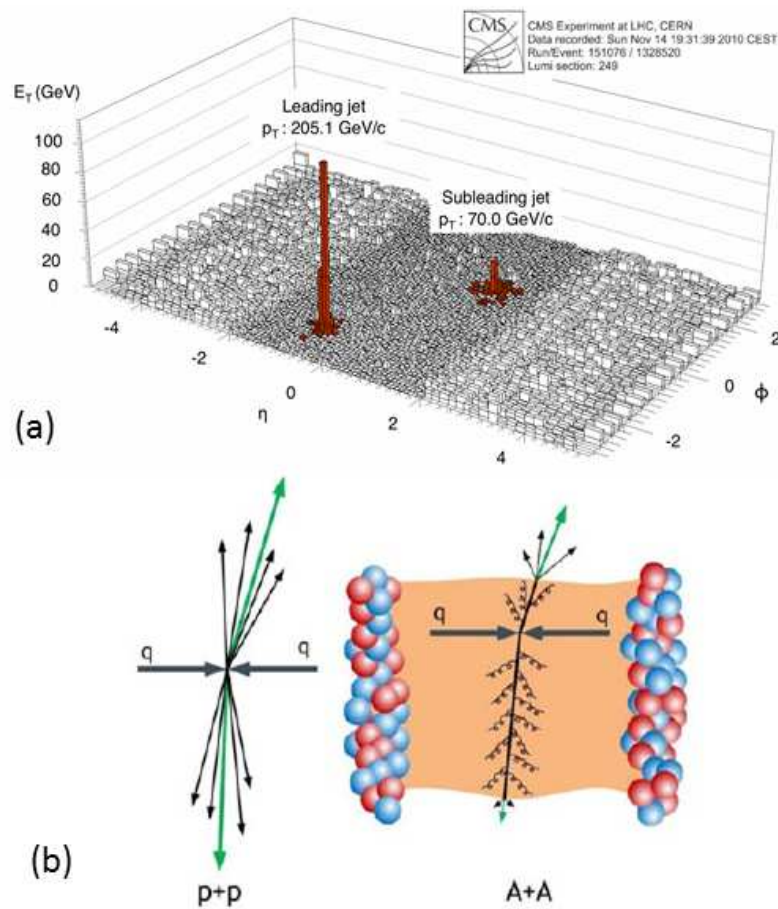 CMS
CMS Experiment at LHC, CERN
Data recorded: Sun Nov 14 19:31:39 2010 CEST
Run/Event: 151076 / 1328520
Lumi section: 249
E_T (GeV)
Leading jet
p_T : 205.1 GeV/c
Subleading jet
p_T : 70.0 GeV/c
100
80
60
40
20
0
-4
-2
0
2
4
η
2
0
-2
ϕ
(a)
q
q
q
q
(b)
p+p
A+A